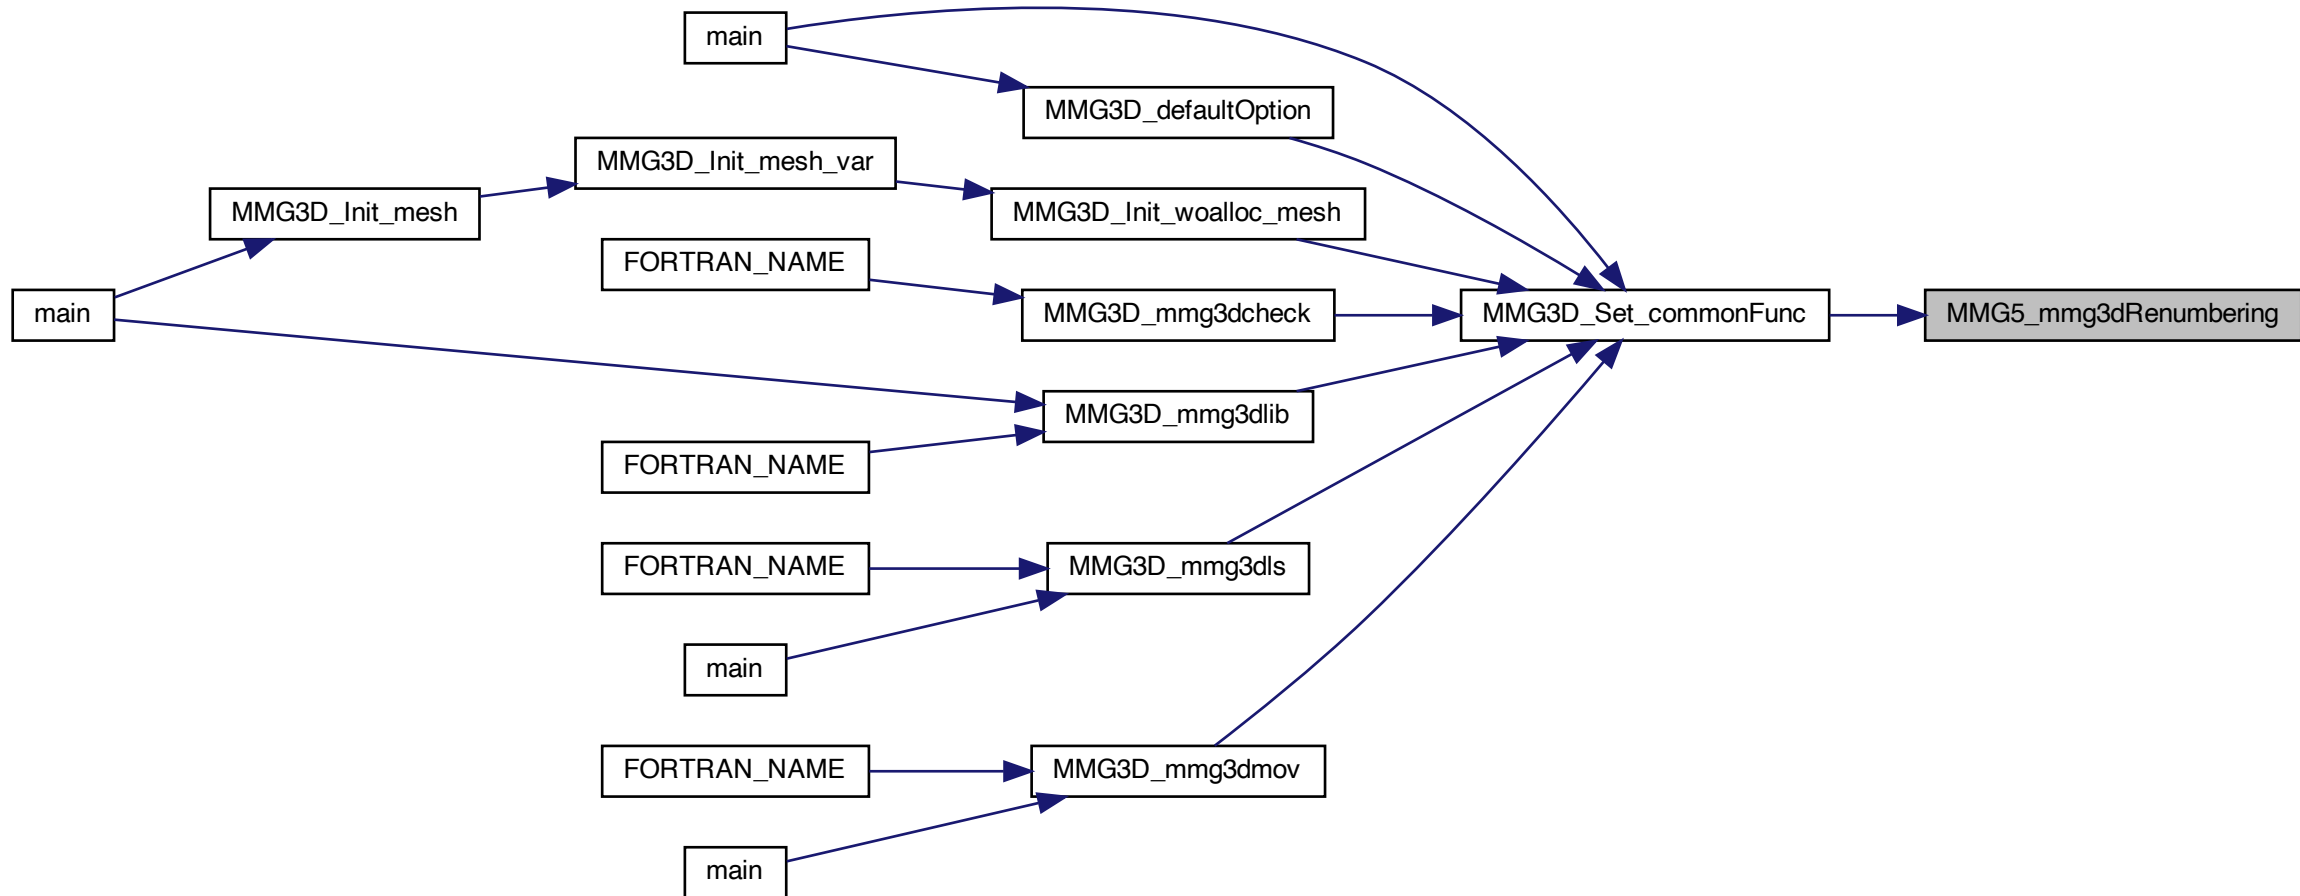 main
MMG3D_defaultOption
MMG3D_Init_mesh_var
MMG3D_Init_mesh
MMG3D_Init_woalloc_mesh
FORTRAN_NAME
main
MMG3D_mmg3dcheck
MMG3D_Set_commonFunc
MMG5_mmg3dRenumbering
MMG3D_mmg3dlib
FORTRAN_NAME
FORTRAN_NAME
MMG3D_mmg3dls
main
FORTRAN_NAME
MMG3D_mmg3dmov
main